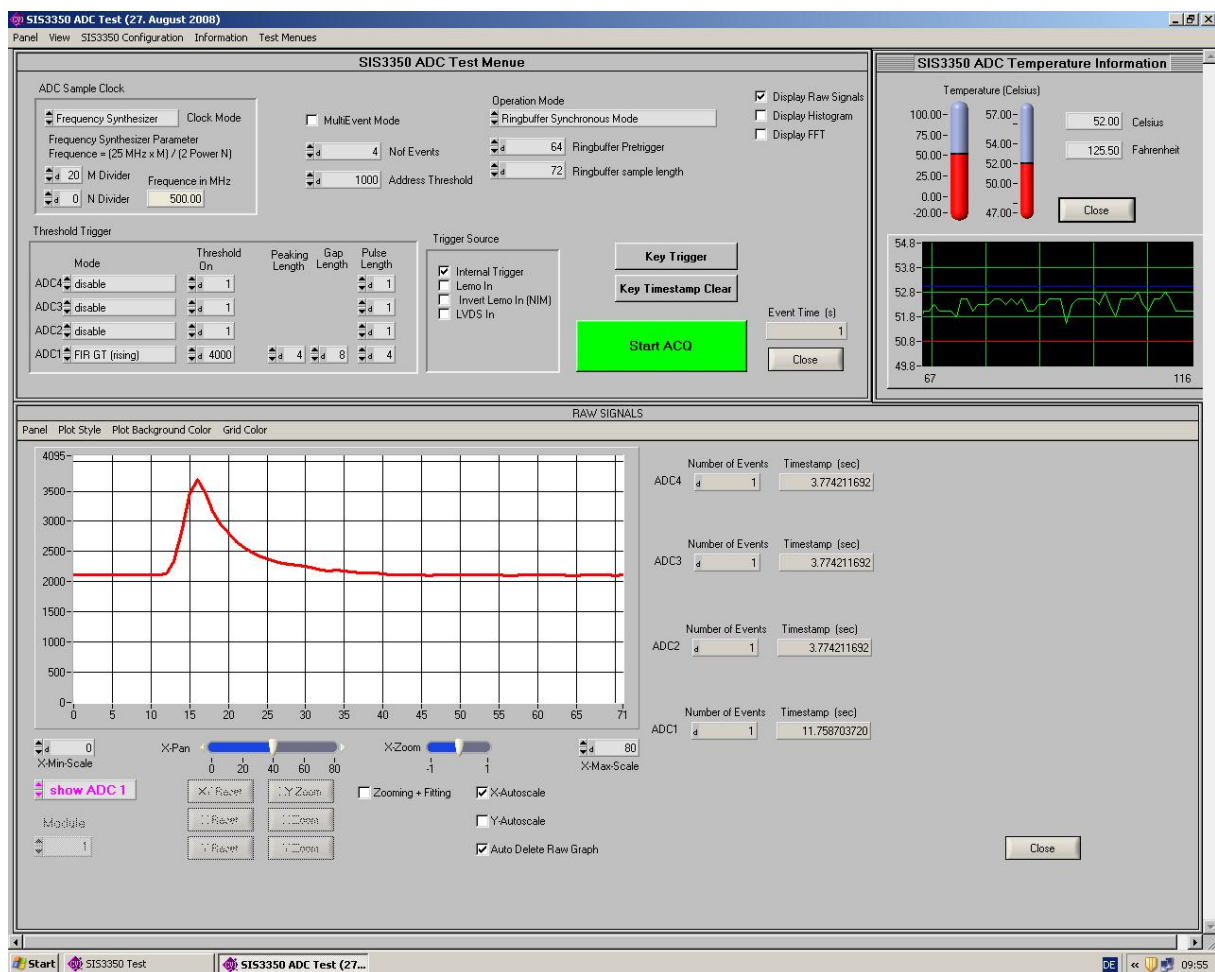 SIS3350 ADC Test (27. August 2008)
Panel View SIS3350 Configuration Information Test Menues
SIS3350 ADC Test Menue
ADC Sample Clock
Frequency Synthesizer Clock Mode
Frequency Synthesizer Parameter
Frequence = (25 MHz x M) / (2 Power N)
d 20 M Divider
Frequence in MHz
d 0 N Divider 500.00
MultiEvent Mode
d 4 Nof Events
d 1000 Address Threshold
Operation Mode
Ringbuffer Synchronous Mode
d 64 Ringbuffer Pretrigger
d 72 Ringbuffer sample length
Display Raw Signals
Display Histogram
Display FFT
Threshold Trigger
Mode Threshold On Peaking Length Gap Length Pulse Length
ADC4 disable d 1 d 1
ADC3 disable d 1 d 1
ADC2 disable d 1 d 1
ADC1 FIR GT (rising) d 4000 d 4 d 8 d 4
Trigger Source
Internal Trigger
Lemo In
Invert Lemo In (NIM)
LVDS In
Key Trigger
Key Timestamp Clear
Start ACQ
Event Time (s)
1
Close
SIS3350 ADC Temperature Information
Temperature (Celsius)
100.00
75.00
50.00
25.00
0.00
-20.00
57.00
54.00
52.00
50.00
47.00
52.00 Celsius
125.50 Fahrenheit
Close
54.8
53.8
52.8
51.8
50.8
49.8
67 116
RAW SIGNALS
Panel Plot Style Plot Background Color Grid Color
4095
3500
3000
2500
2000
1500
1000
500
0
0 5 10 15 20 25 30 35 40 45 50 55 60 65 71
Number of Events Timestamp (sec)
ADC4 d 1 3.774211692
Number of Events Timestamp (sec)
ADC3 d 1 3.774211692
Number of Events Timestamp (sec)
ADC2 d 1 3.774211692
Number of Events Timestamp (sec)
ADC1 d 1 11.758703720
d 0
X-Min-Scale
X-Pan
0 20 40 60 80
X-Zoom
-1 1
d 80
X-Max-Scale
show ADC 1
Module
1
Zooming + Fitting
X-Autoscale
Y-Autoscale
Auto Delete Raw Graph
Close
Start SIS3350 Test SIS3350 ADC Test (27... DE « 09:55